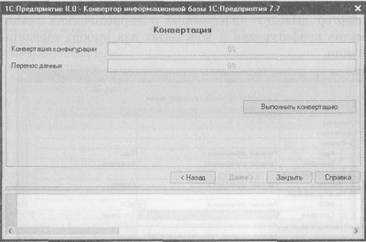 1С:Предприятие 8.0 - Конвертор информационной базы 1С:Предприятия 7.7
Конвертация
Конвертация конфигурации 0%
Перенос данных 0%
Выполнить конвертацию
< Назад Далее > Закрыть Справка